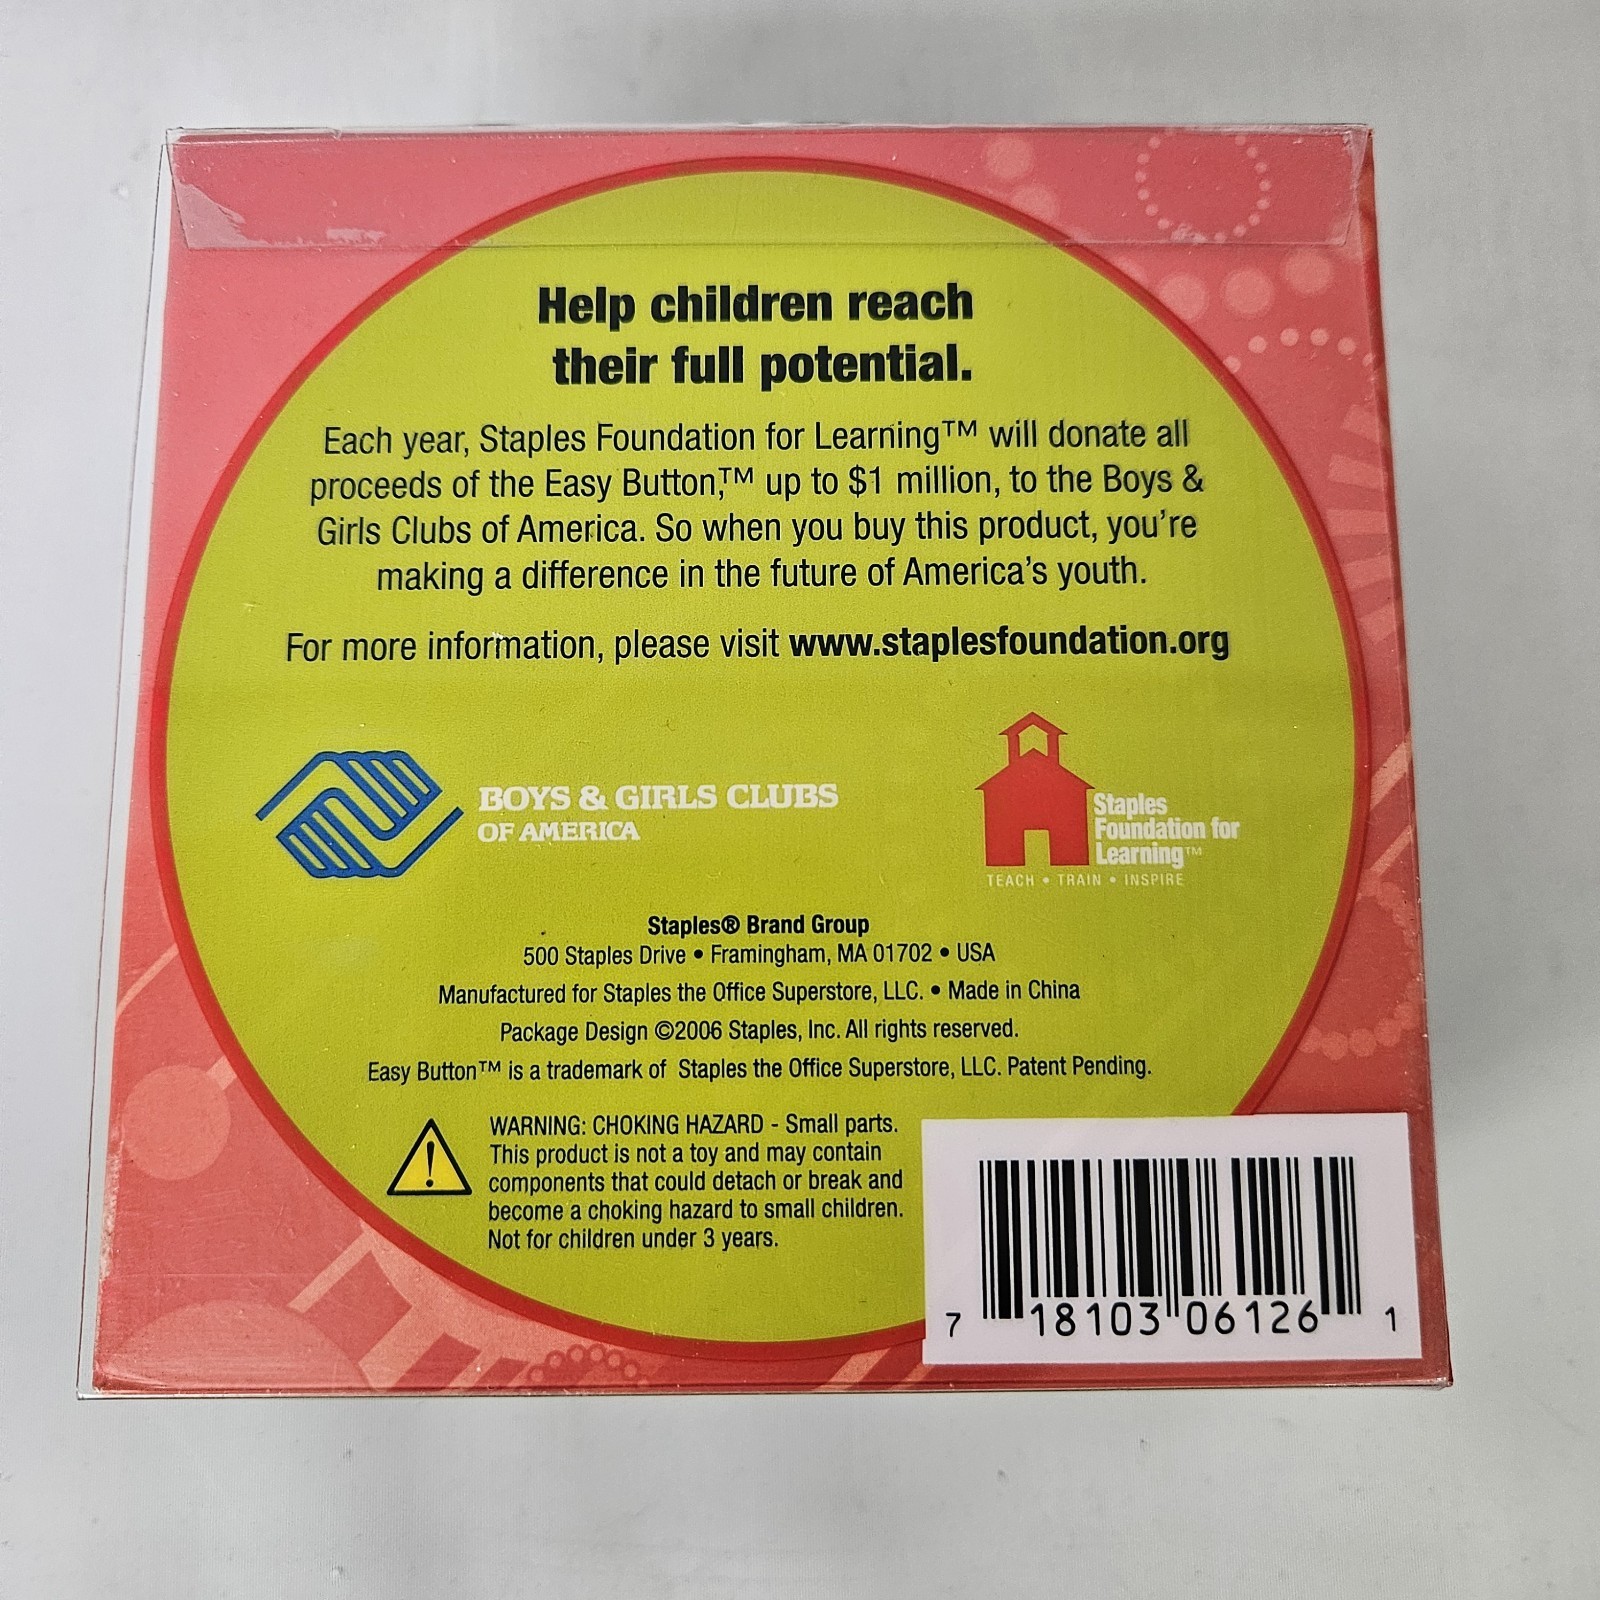 Help children reach
their full potential.
Each year, Staples Foundation for Learning™ will donate all
proceeds of the Easy Button,™ up to $1 million, to the Boys &
Girls Clubs of America. So when you buy this product, you're
making a difference in the future of America's youth.
For more information, please visit www.staplesfoundation.org
BOYS & GIRLS CLUBS
OF AMERICA
Staples
Foundation for
Learning™
TEACH • TRAIN • INSPIRE
Staples® Brand Group
500 Staples Drive • Framingham, MA 01702 • USA
Manufactured for Staples the Office Superstore, LLC. • Made in China
Package Design ©2006 Staples, Inc. All rights reserved.
Easy Button™ is a trademark of Staples the Office Superstore, LLC. Patent Pending.
WARNING: CHOKING HAZARD - Small parts.
This product is not a toy and may contain
components that could detach or break and
become a choking hazard to small children.
Not for children under 3 years.
7 18103 06126 1